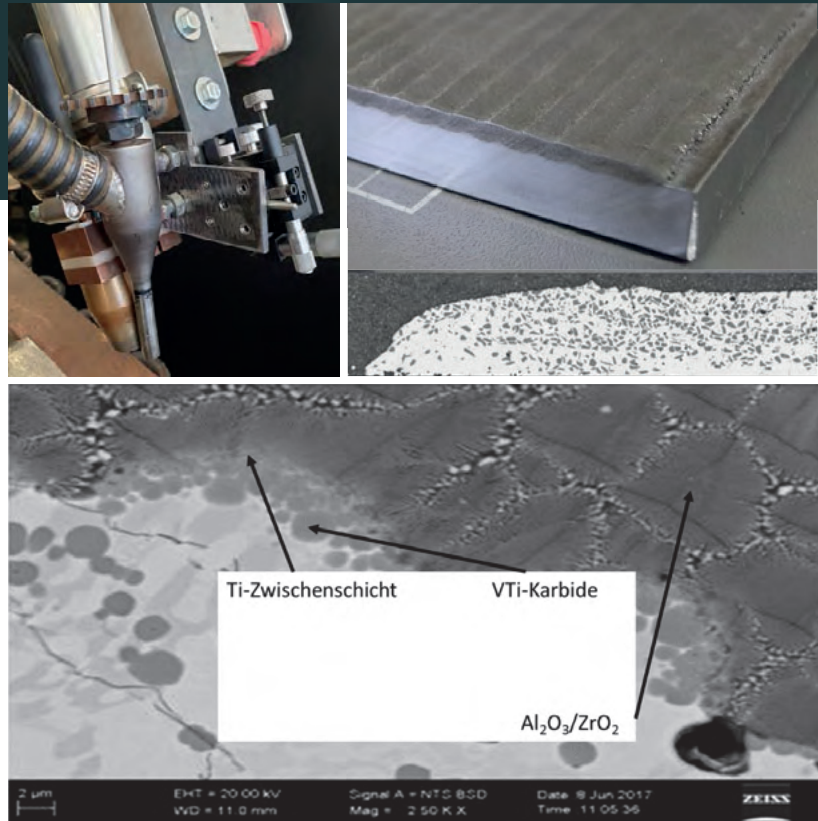 Ti-Zwischenschicht VTi-Karbide
Al₂O₃/ZrO₂
2 µm EHT = 20.00 kV Signal A = NTS BSD Date :8 Jun 2017 ZEISS
WD = 11.0 mm Mag = 2.50 K X Time :11:05:36